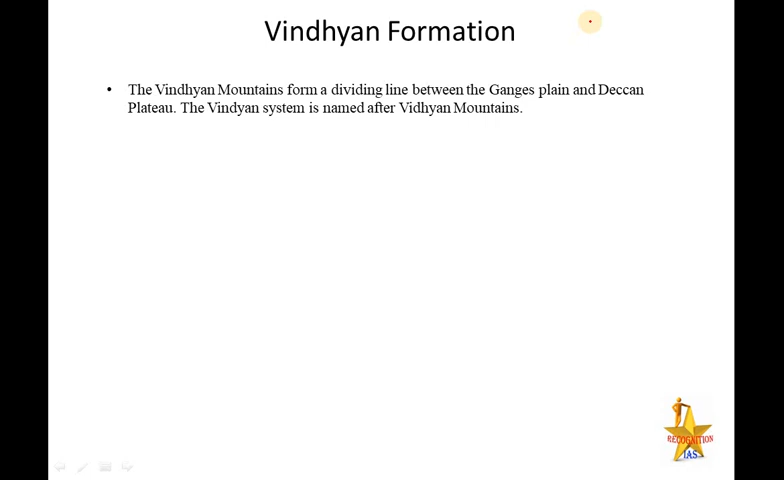 Vindhyan Formation
• The Vindhyan Mountains form a dividing line between the Ganges plain and Deccan
Plateau. The Vindyan system is named after Vidhyan Mountains.
RECOGNITION
IAS